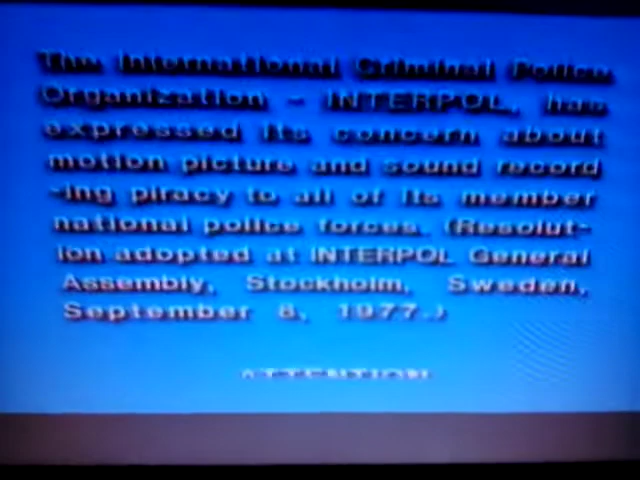 The International Criminal Police
Organization - INTERPOL, has
expressed its concern about
motion picture and sound record
-ing piracy to all of its member
national police forces. (Resolut-
ion adopted at INTERPOL General
Assembly, Stockholm, Sweden,
September 8, 1977.)
ATTENTION